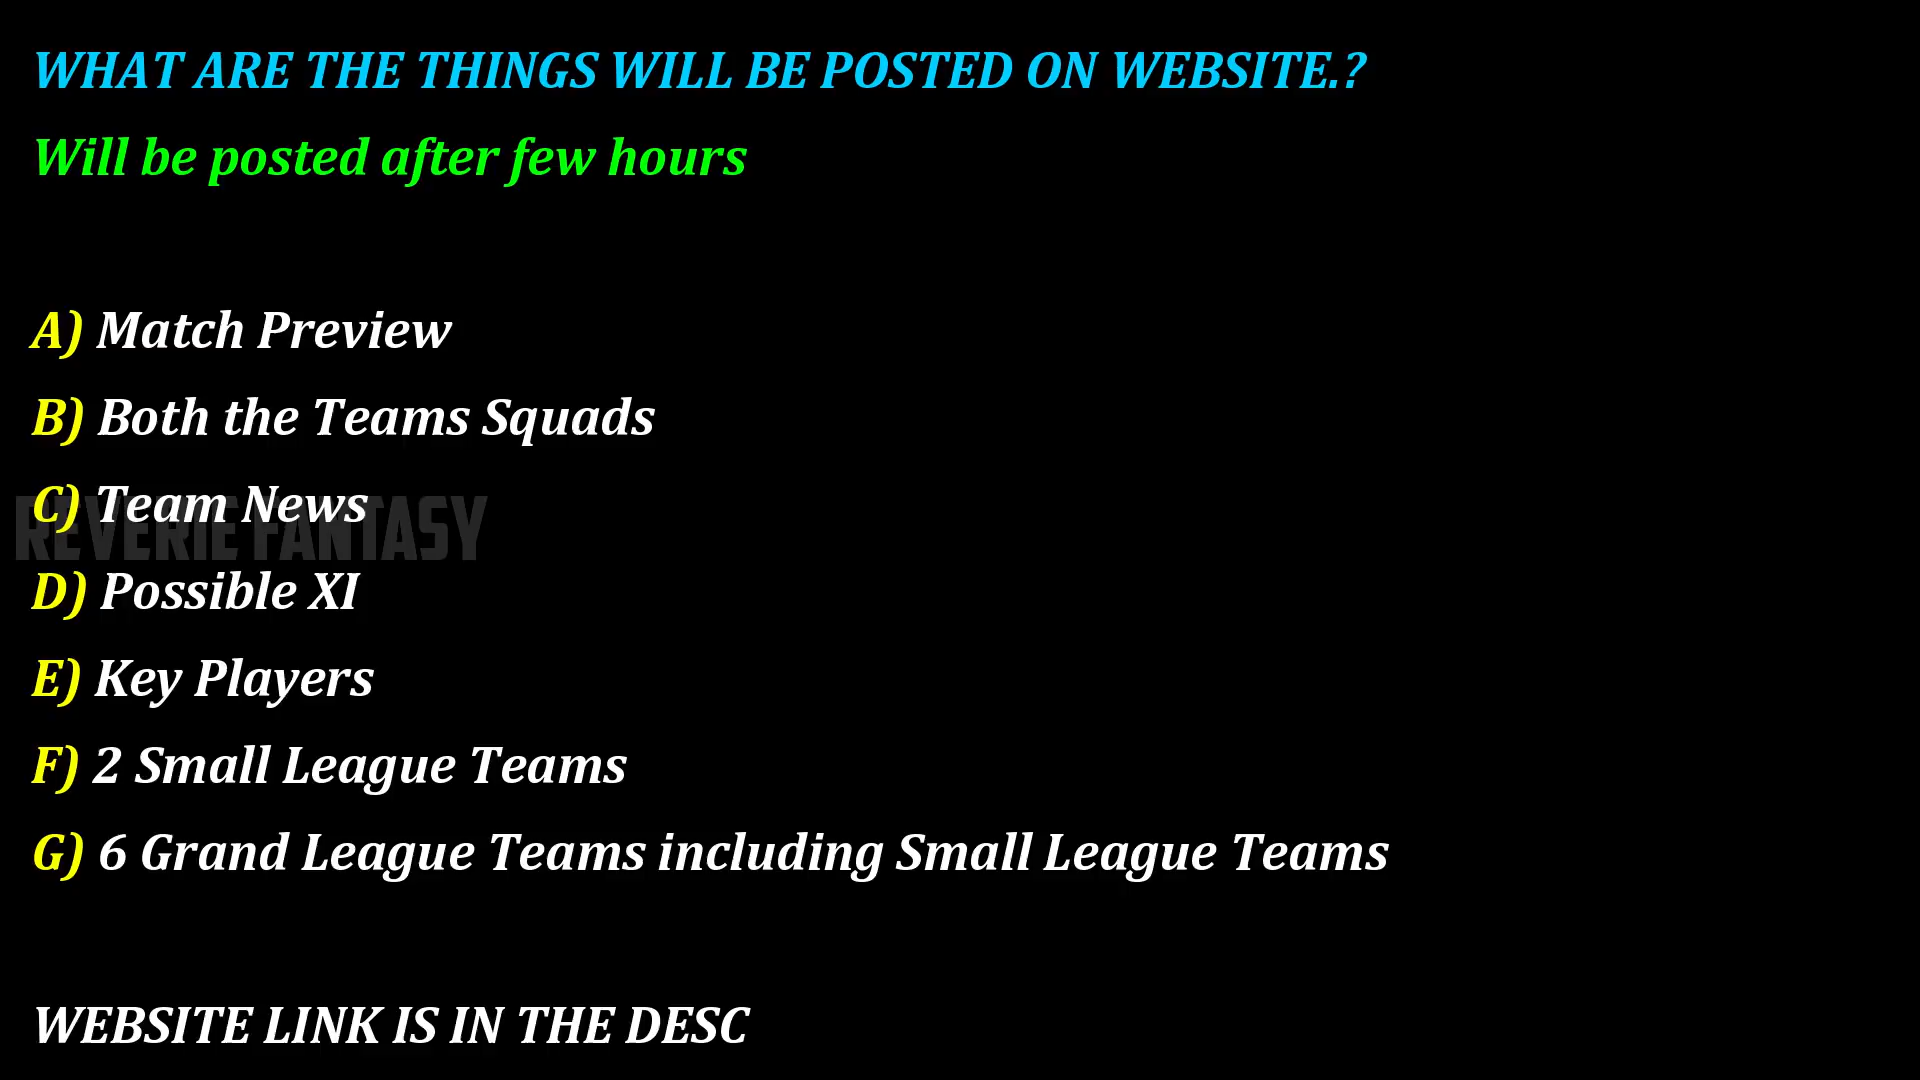 WHAT ARE THE THINGS WILL BE POSTED ON WEBSITE.?
Will be posted after few hours
A) Match Preview
B) Both the Teams Squads
C) Team News
REVERIE FANTASY
D) Possible XI
E) Key Players
F) 2 Small League Teams
G) 6 Grand League Teams including Small League Teams
WEBSITE LINK IS IN THE DESC